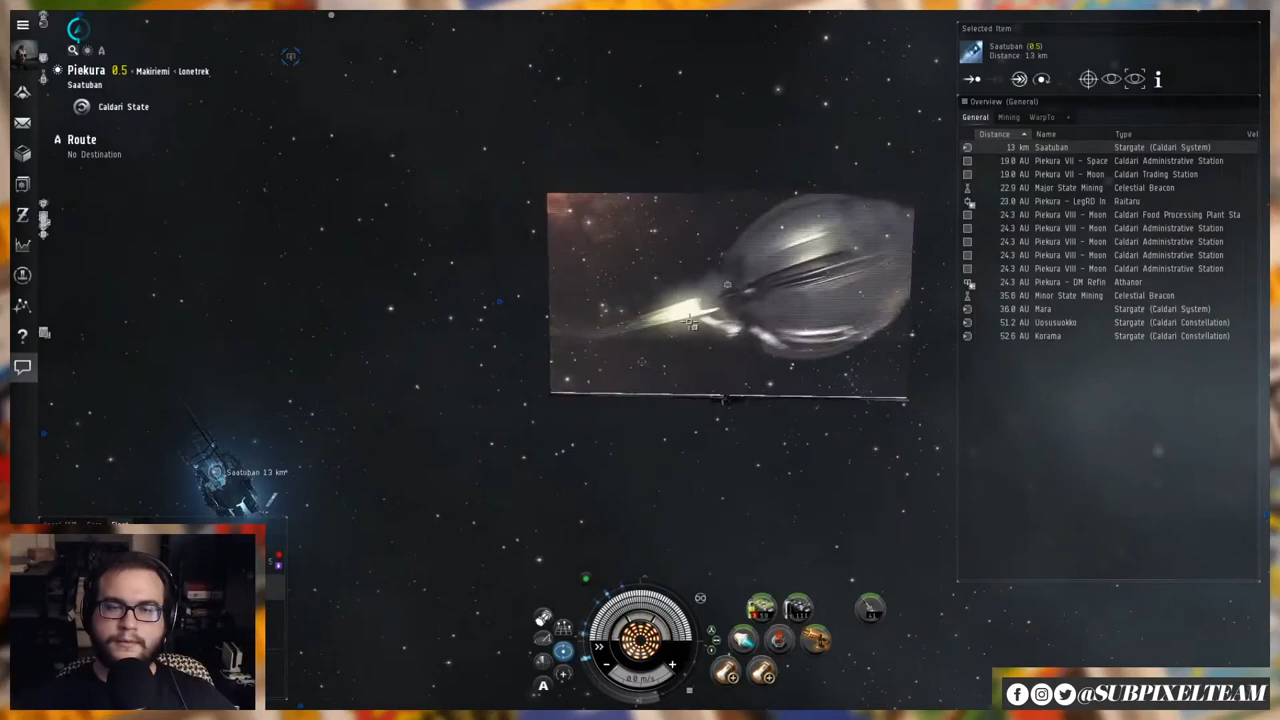 Piekura 0.5 < Makiriemi < Lonetrek
Saatuban
Caldari State
Route
No Destination
Saatuban 13 km
0.0 m/s
Selected Item
Saatuban (0.5)
Distance: 13 km
Overview (General)
General Mining WarpTo
Distance Name Type Vel
13 km Saatuban Stargate (Caldari System)
19.0 AU Piekura VII - Space Caldari Administrative Station
19.0 AU Piekura VII - Moon Caldari Trading Station
22.9 AU Major State Mining Celestial Beacon
23.0 AU Piekura - LegRD In Raitaru
24.3 AU Piekura VIII - Moon Caldari Food Processing Plant Sta
24.3 AU Piekura VIII - Moon Caldari Administrative Station
24.3 AU Piekura VIII - Moon Caldari Administrative Station
24.3 AU Piekura VIII - Moon Caldari Administrative Station
24.3 AU Piekura VIII - Moon Caldari Administrative Station
24.3 AU Piekura - DM Refin Athanor
35.6 AU Minor State Mining Celestial Beacon
36.0 AU Mara Stargate (Caldari System)
51.2 AU Uosusuokko Stargate (Caldari Constellation)
52.6 AU Korama Stargate (Caldari Constellation)
@SUBPIXELTEAM